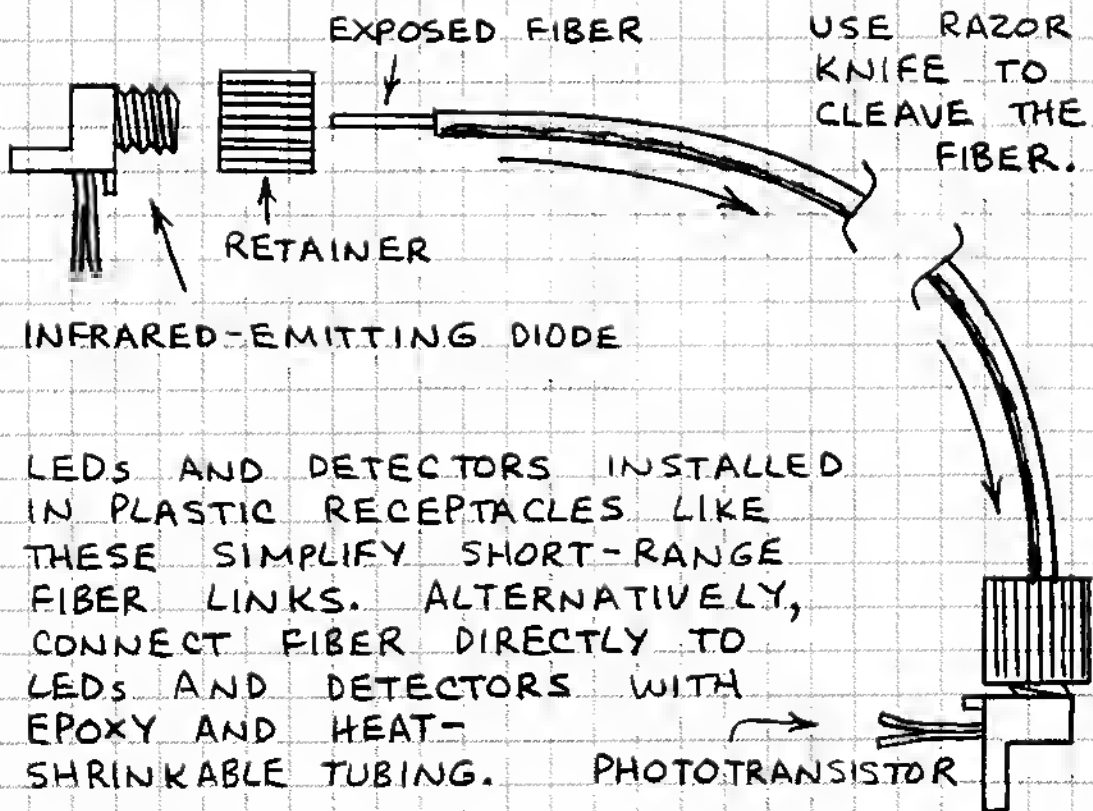 EXPOSED FIBER
USE RAZOR
KNIFE TO
CLEAVE THE
FIBER.
RETAINER
INFRARED-EMITTING DIODE
LEDs AND DETECTORS INSTALLED
IN PLASTIC RECEPTACLES LIKE
THESE SIMPLIFY SHORT-RANGE
FIBER LINKS. ALTERNATIVELY,
CONNECT FIBER DIRECTLY TO
LEDs AND DETECTORS WITH
EPOXY AND HEAT-
SHRINKABLE TUBING.
PHOTOTRANSISTOR